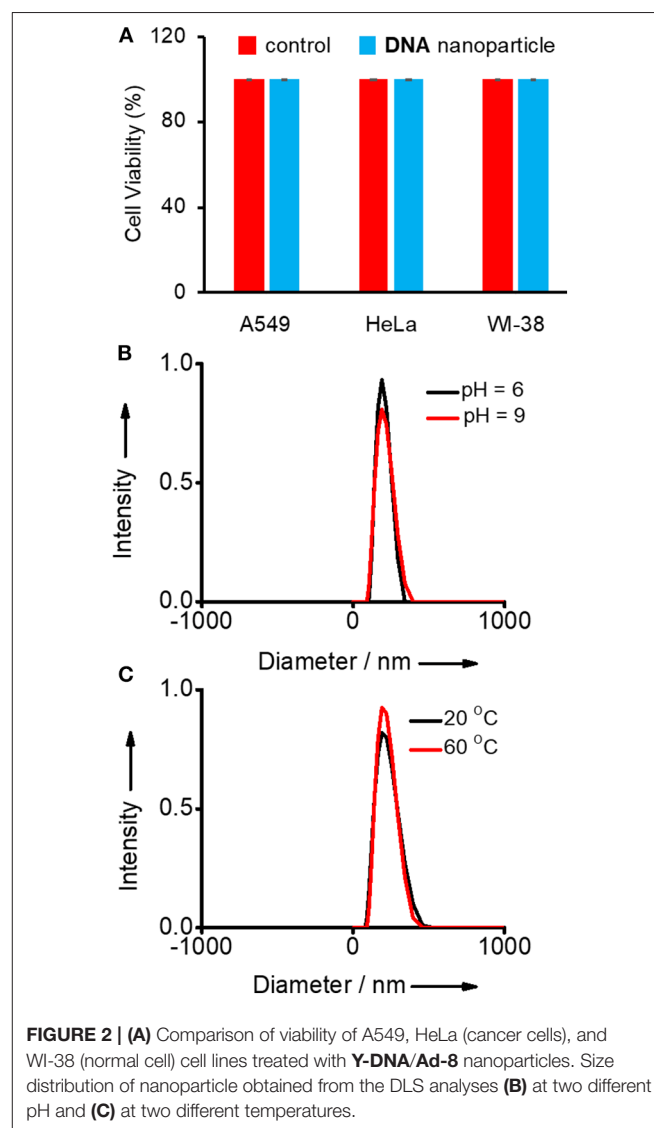 A
120
control
DNA nanoparticle
80
40
0
Cell Viability (%)
A549
HeLa
WI-38
B
1.0
pH = 6
pH = 9
0.5
0.0
Intensity
-1000
0
1000
Diameter / nm
C
1.0
20 °C
60 °C
0.5
0.0
Intensity
-1000
0
1000
Diameter / nm
FIGURE 2 | (A) Comparison of viability of A549, HeLa (cancer cells), and
WI-38 (normal cell) cell lines treated with Y-DNA/Ad-8 nanoparticles. Size
distribution of nanoparticle obtained from the DLS analyses (B) at two different
pH and (C) at two different temperatures.